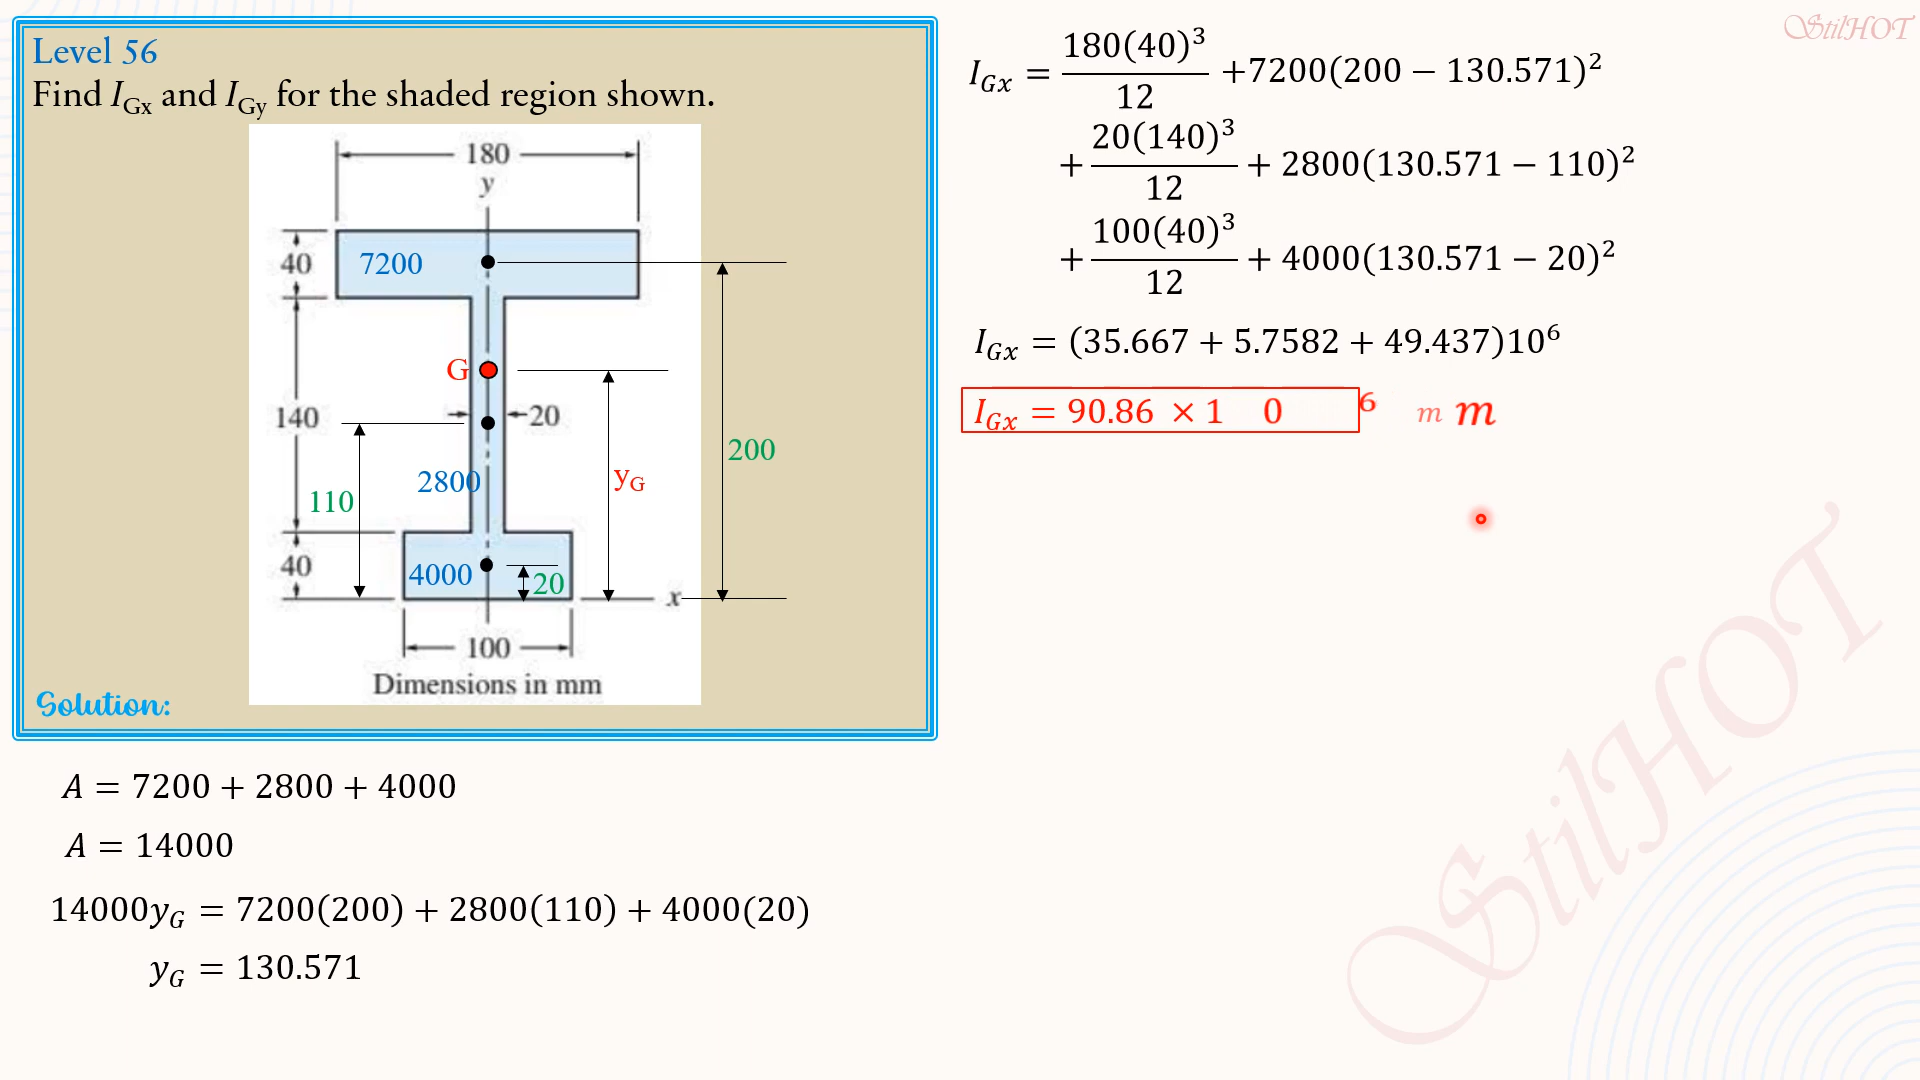 Level 56
Find I_Gx and I_Gy for the shaded region shown.
180
y
40
7200
G
140
20
2800
110
y_G
200
40
4000
20
x
100
Dimensions in mm
Solution:
A = 7200 + 2800 + 4000
A = 14000
14000y_G = 7200(200) + 2800(110) + 4000(20)
y_G = 130.571
StilHOT
I_Gx = 180(40)³/12 +7200(200 − 130.571)²
+ 20(140)³/12 + 2800(130.571 − 110)²
+ 100(40)³/12 + 4000(130.571 − 20)²
I_Gx = (35.667 + 5.7582 + 49.437)10⁶
I_Gx = 90.86 × 1 0 ⁶ m m
StilHOT